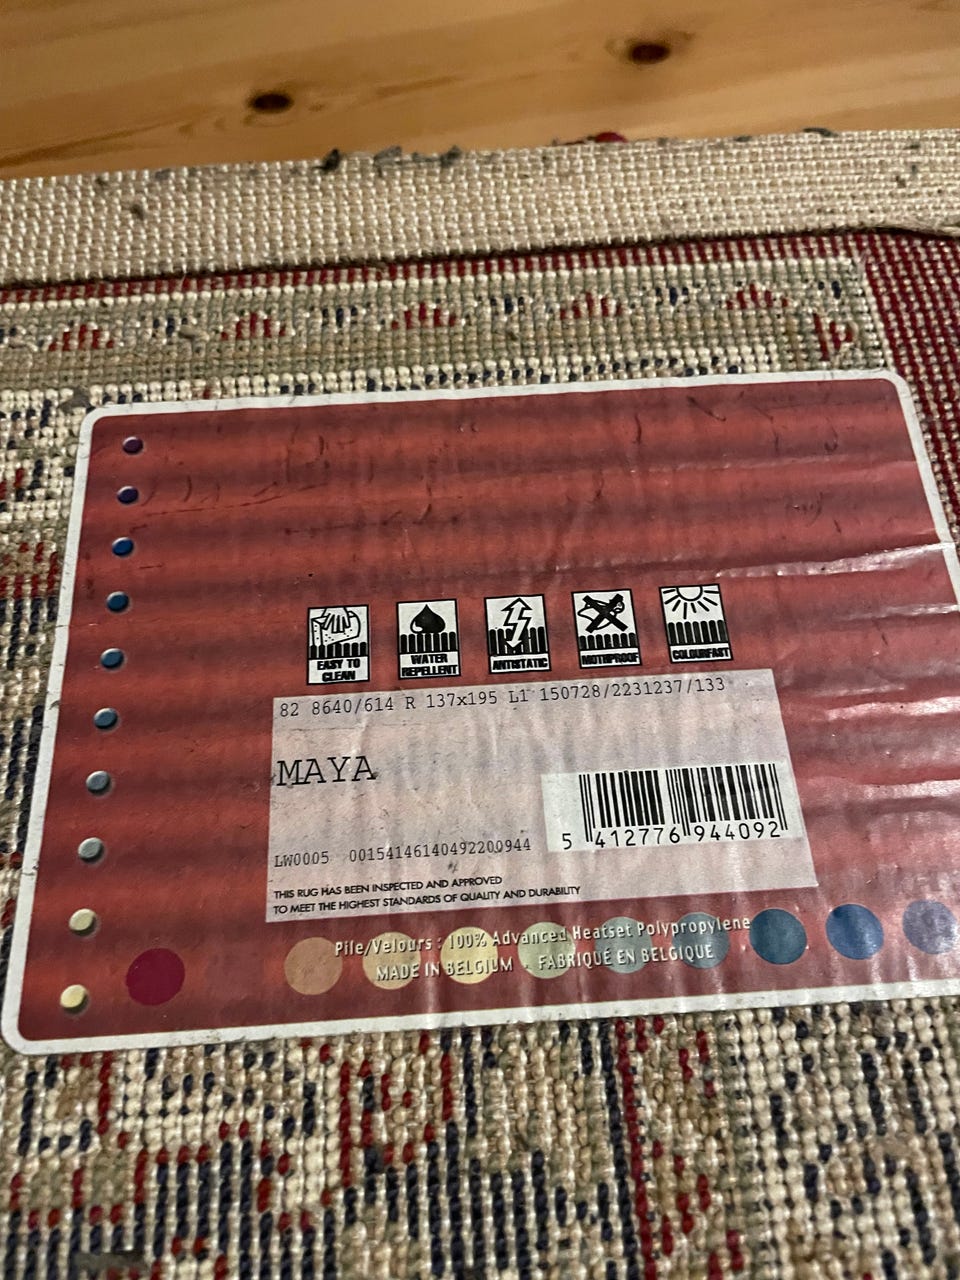 EASY TO CLEAN
WATER REPELLENT
ANTISTATIC
MOTHPROOF
COLOURFAST
82 8640/614 R 137x195 L1 150728/2231237/133
MAYA
5 412776 944092
LW0005 00154146140492200944
THIS RUG HAS BEEN INSPECTED AND APPROVED
TO MEET THE HIGHEST STANDARDS OF QUALITY AND DURABILITY
Pile/Velours : 100% Advanced Heatset Polypropylene
MADE IN BELGIUM - FABRIQUÉ EN BELGIQUE